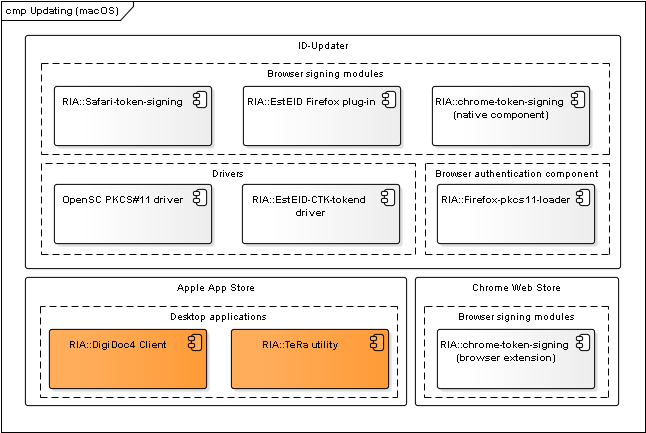 cmp Updating (macOS)
ID-Updater
Browser signing modules
RIA::Safari-token-signing
RIA::EstEID Firefox plug-in
RIA::chrome-token-signing
(native component)
Drivers
Browser authentication component
OpenSC PKCS#11 driver
RIA::EstEID-CTK-tokend
driver
RIA::Firefox-pkcs11-loader
Apple App Store
Chrome Web Store
Desktop applications
Browser signing modules
RIA::DigiDoc4 Client
RIA::TeRa utility
RIA::chrome-token-signing
(browser extension)